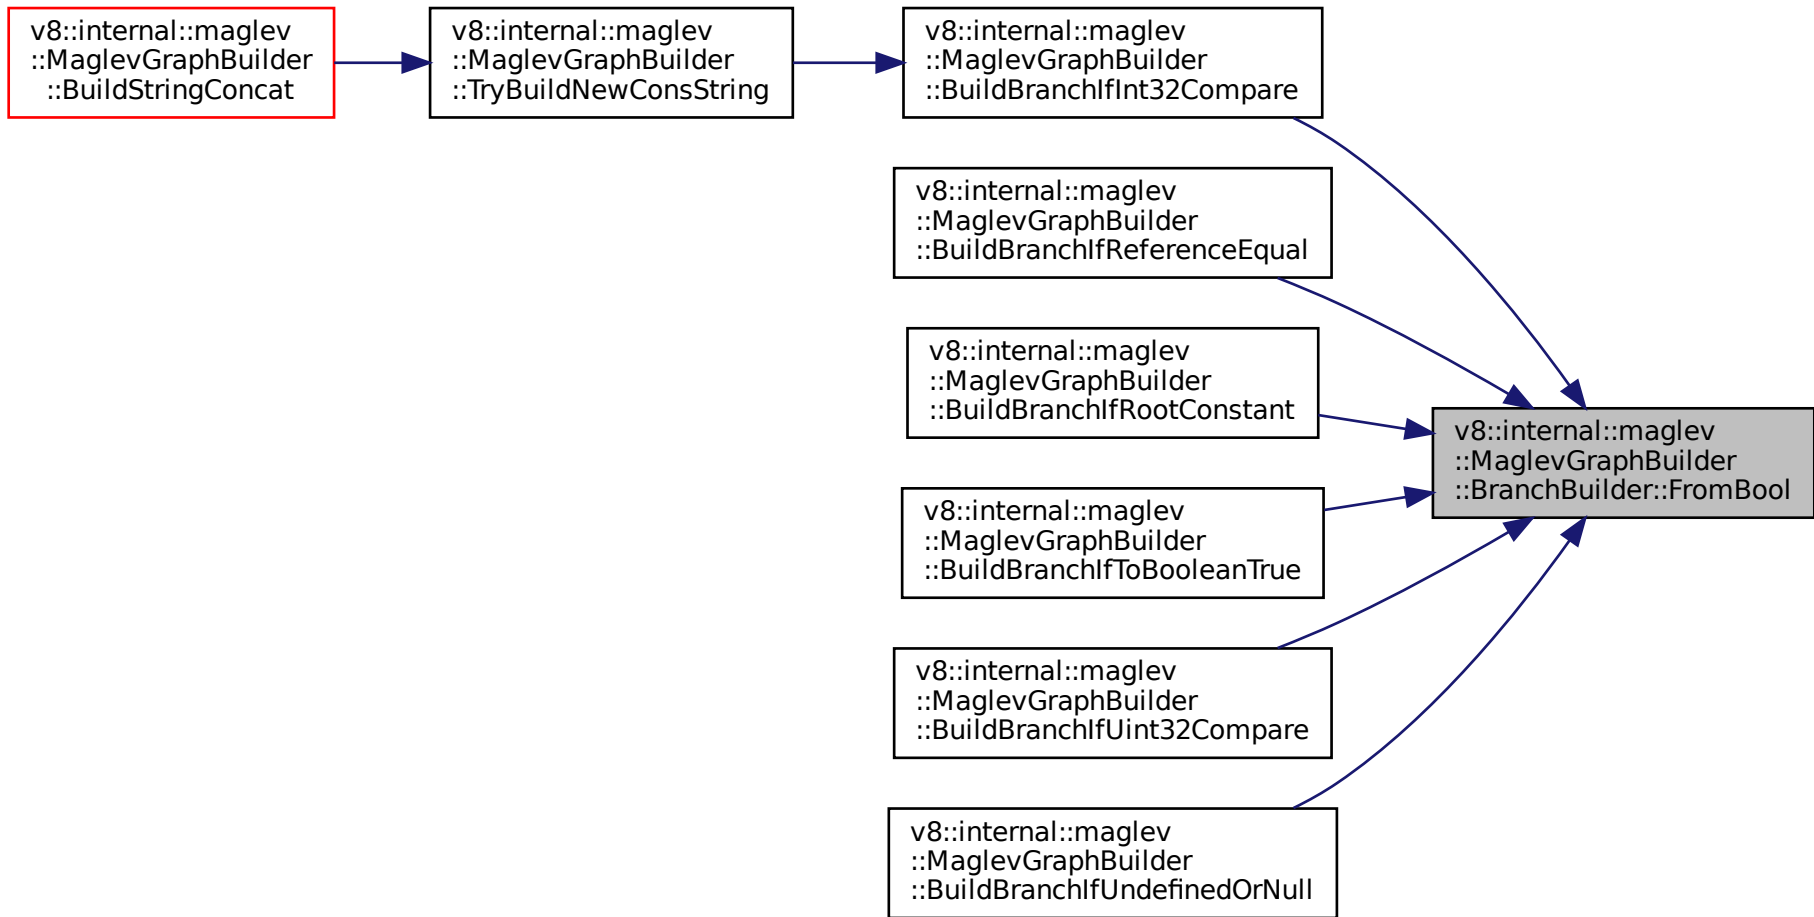 v8::internal::maglev
::MaglevGraphBuilder
::BuildStringConcat
v8::internal::maglev
::MaglevGraphBuilder
::TryBuildNewConsString
v8::internal::maglev
::MaglevGraphBuilder
::BuildBranchIfInt32Compare
v8::internal::maglev
::MaglevGraphBuilder
::BuildBranchIfReferenceEqual
v8::internal::maglev
::MaglevGraphBuilder
::BuildBranchIfRootConstant
v8::internal::maglev
::MaglevGraphBuilder
::BranchBuilder::FromBool
v8::internal::maglev
::MaglevGraphBuilder
::BuildBranchIfToBooleanTrue
v8::internal::maglev
::MaglevGraphBuilder
::BuildBranchIfUint32Compare
v8::internal::maglev
::MaglevGraphBuilder
::BuildBranchIfUndefinedOrNull